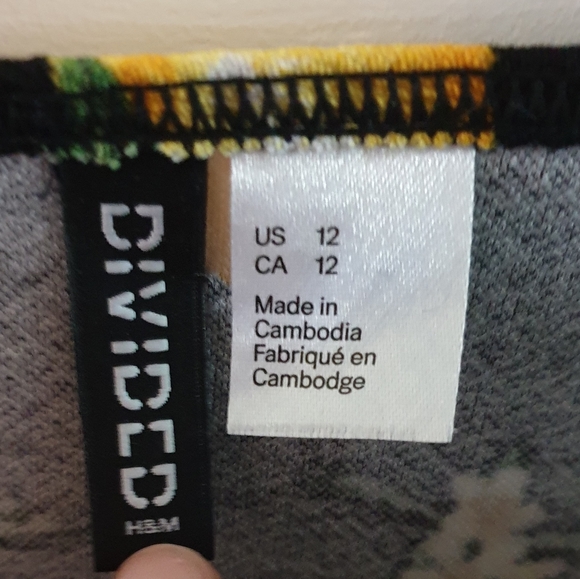 DIVIDED
H&M
US 12
CA 12
Made in
Cambodia
Fabriqué en
Cambodge